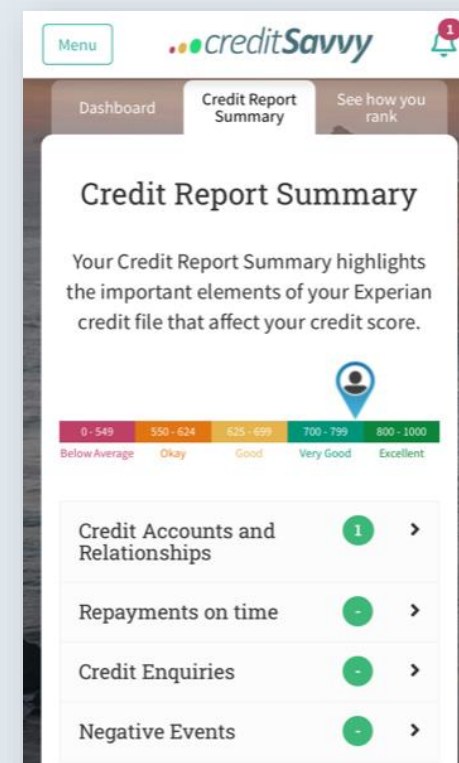 Menu
creditSavvy
1
Dashboard
Credit Report
Summary
See how you
rank
Credit Report Summary
Your Credit Report Summary highlights
the important elements of your Experian
credit file that affect your credit score.
0 - 549 550 - 624 625 - 699 700 - 799 800 - 1000
Below Average Okay Good Very Good Excellent
Credit Accounts and
Relationships
1
Repayments on time
-
Credit Enquiries
-
Negative Events
-